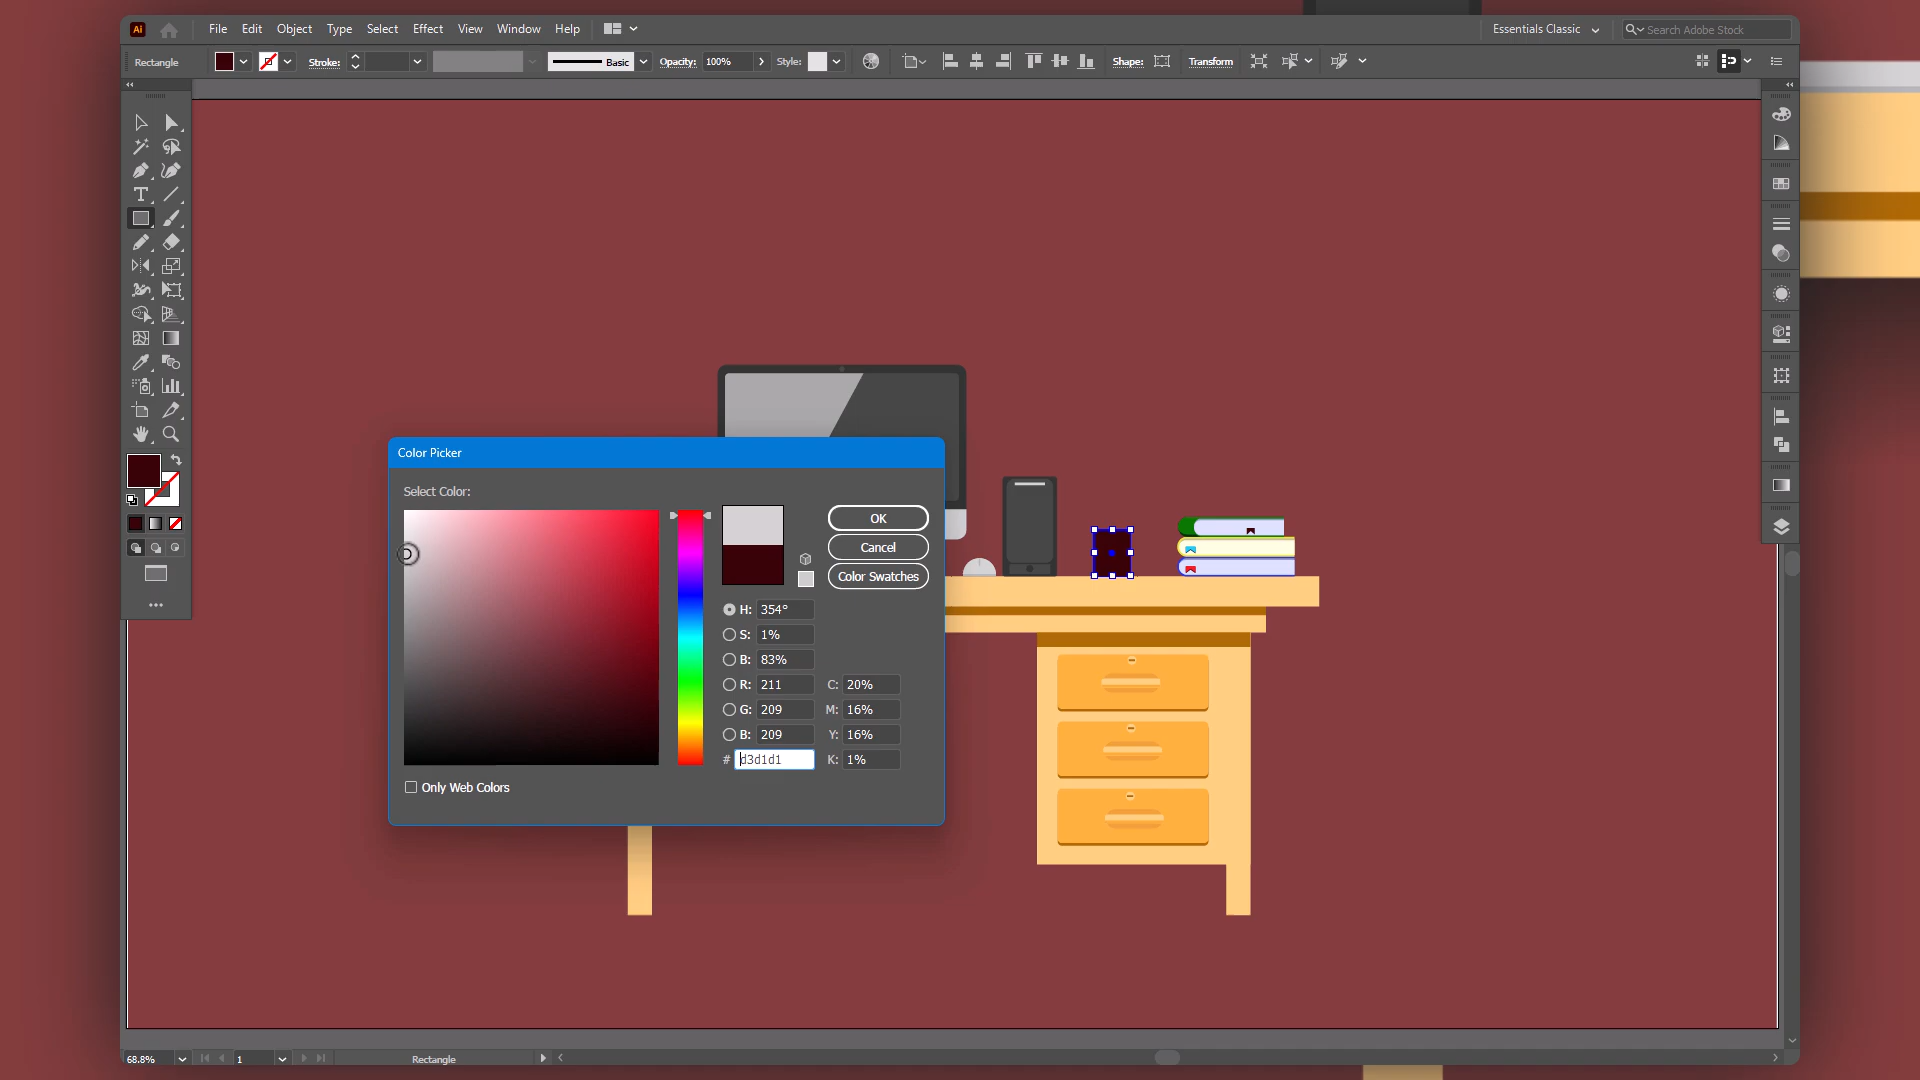 Ai File Edit Object Type Select Effect View Window Help Essentials Classic Search Adobe Stock
Rectangle Stroke: Basic Opacity: 100% Style: Shape: Transform
Color Picker
Select Color:
OK
Cancel
Color Swatches
H: 354°
S: 1%
B: 83%
R: 211 C: 20%
G: 209 M: 16%
B: 209 Y: 16%
# d3d1d1 K: 1%
Only Web Colors
68.8% 1 Rectangle